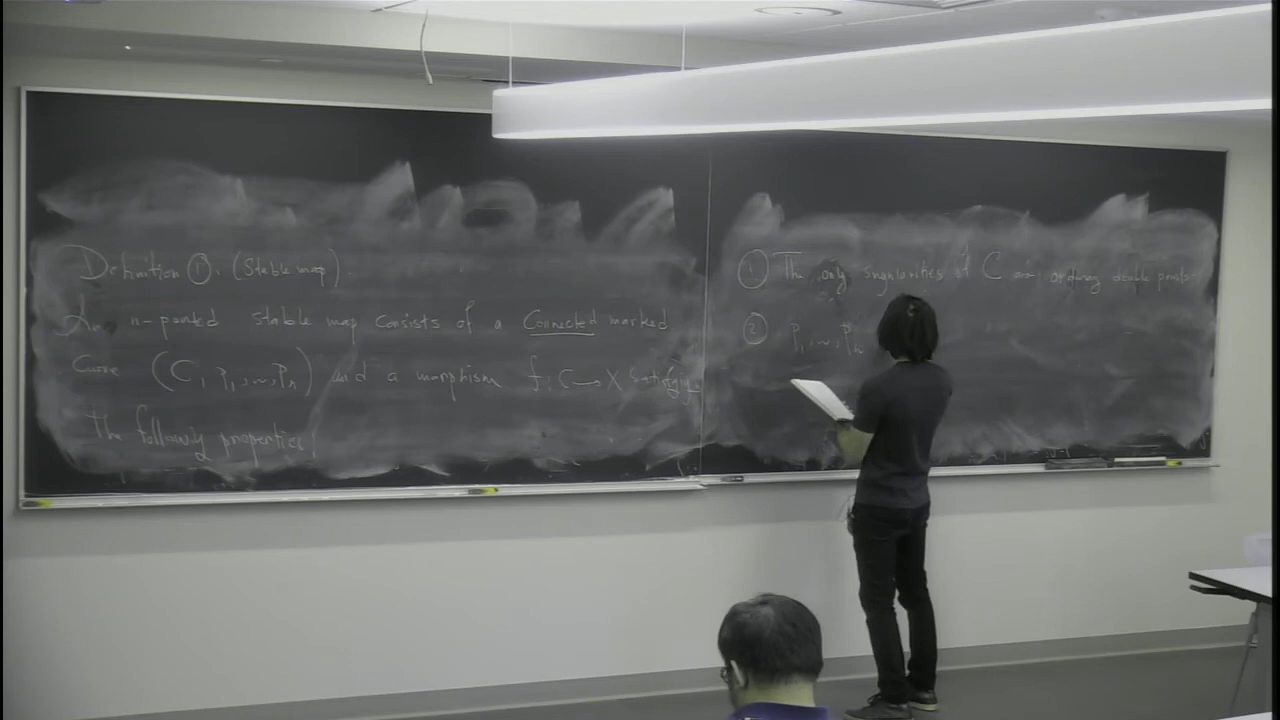 Definition ①. (Stable map).
An n-pointed stable map consists of a Connected marked
Curve (C, p₁, ..., pₙ) and a morphism f: C → X satisfying
the following properties:
① The only singularities of C are ordinary double points.
② p₁, ..., pₙ